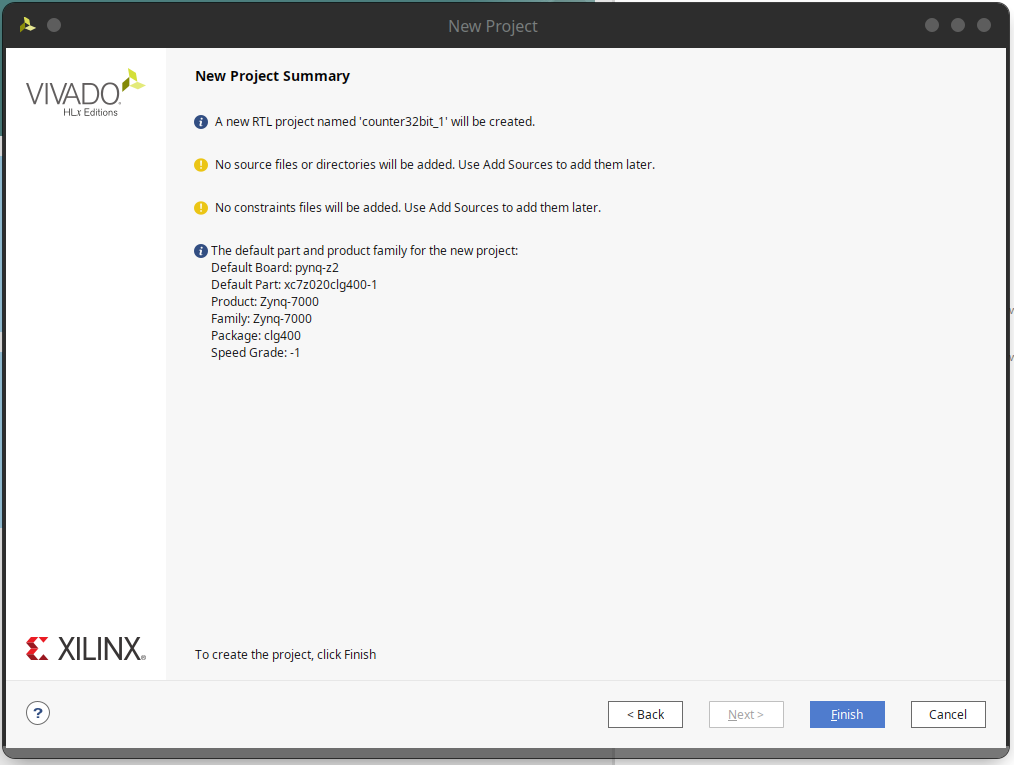 New Project
VIVADO.
HLx Editions
New Project Summary
i A new RTL project named 'counter32bit_1' will be created.
! No source files or directories will be added. Use Add Sources to add them later.
! No constraints files will be added. Use Add Sources to add them later.
i The default part and product family for the new project:
Default Board: pynq-z2
Default Part: xc7z020clg400-1
Product: Zynq-7000
Family: Zynq-7000
Package: clg400
Speed Grade: -1
XILINX®
To create the project, click Finish
?
< Back
Next >
Finish
Cancel